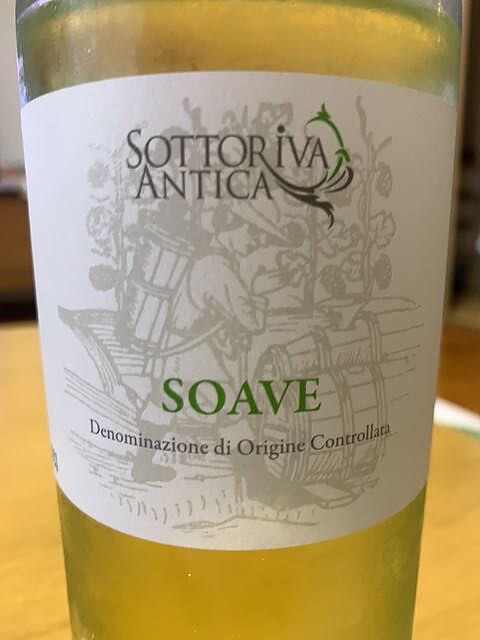 SOTTORiVA
ANTICA
SOAVE
Denominazione di Origine Controllata